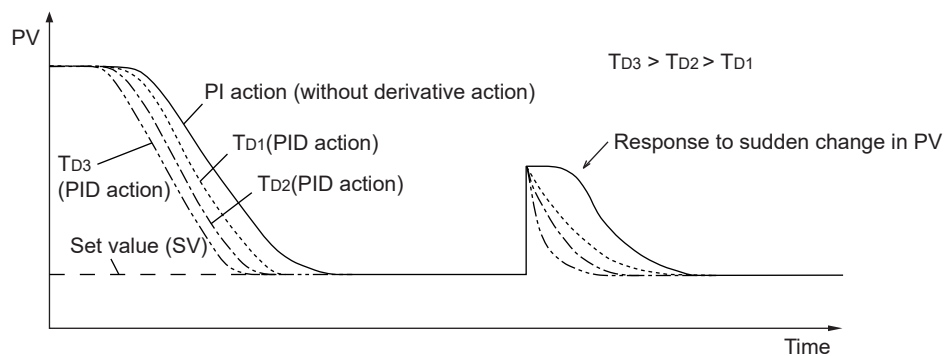 PV
TD3 > TD2 > TD1
PI action (without derivative action)
TD1(PID action)
Response to sudden change in PV
TD3
(PID action)
TD2(PID action)
Set value (SV)
Time